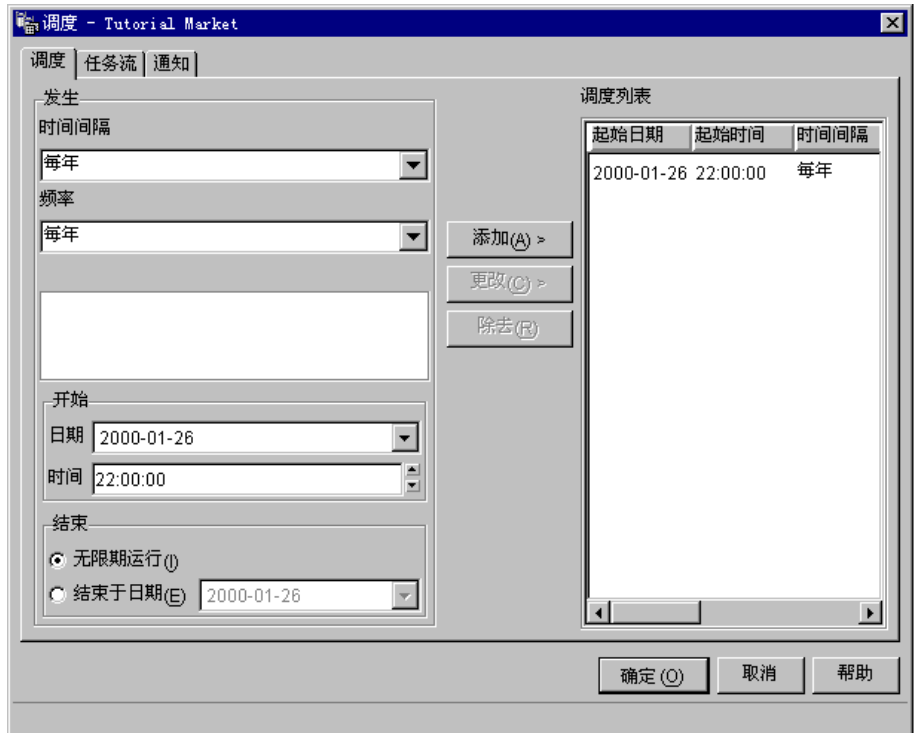 调度 - Tutorial Market
调度 任务流 通知
发生
时间间隔
每年
频率
每年
开始
日期 2000-01-26
时间 22:00:00
结束
无限期运行(I)
结束于日期(E) 2000-01-26
添加(A) >
更改(C) >
除去(R)
调度列表
起始日期 起始时间 时间间隔
2000-01-26 22:00:00 每年
确定(O) 取消 帮助